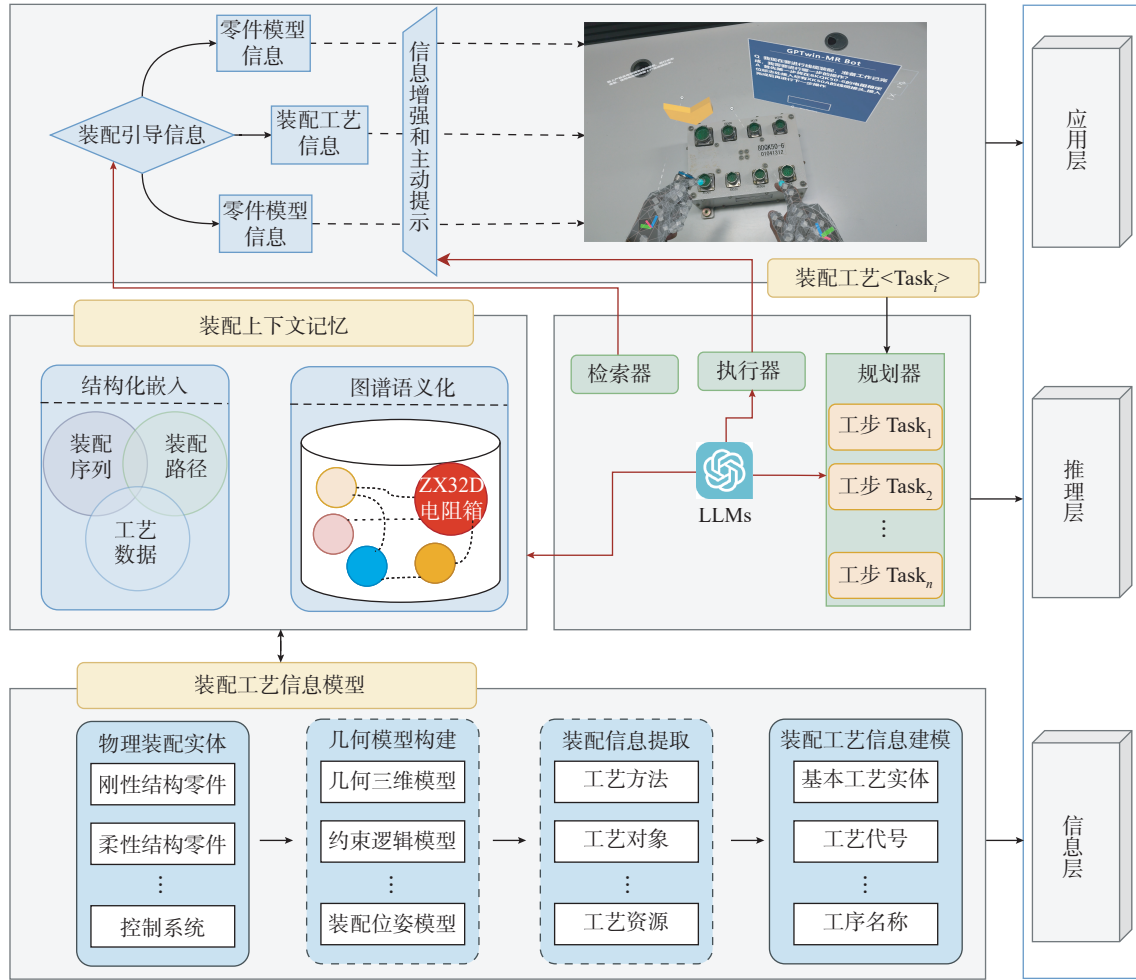 零件模型
信息
装配引导信息
装配工艺
信息
零件模型
信息
信息增强和主动提示
GPTwin-MR Bot
应用层
装配工艺<Task_i>
装配上下文记忆
结构化嵌入
装配
序列
装配
路径
工艺
数据
图谱语义化
ZX32D
电阻箱
检索器
执行器
规划器
工步 Task_1
工步 Task_2
⋮
工步 Task_n
LLMs
推理层
装配工艺信息模型
物理装配实体
刚性结构零件
柔性结构零件
⋮
控制系统
几何模型构建
几何三维模型
约束逻辑模型
⋮
装配位姿模型
装配信息提取
工艺方法
工艺对象
⋮
工艺资源
装配工艺信息建模
基本工艺实体
工艺代号
⋮
工序名称
信息层